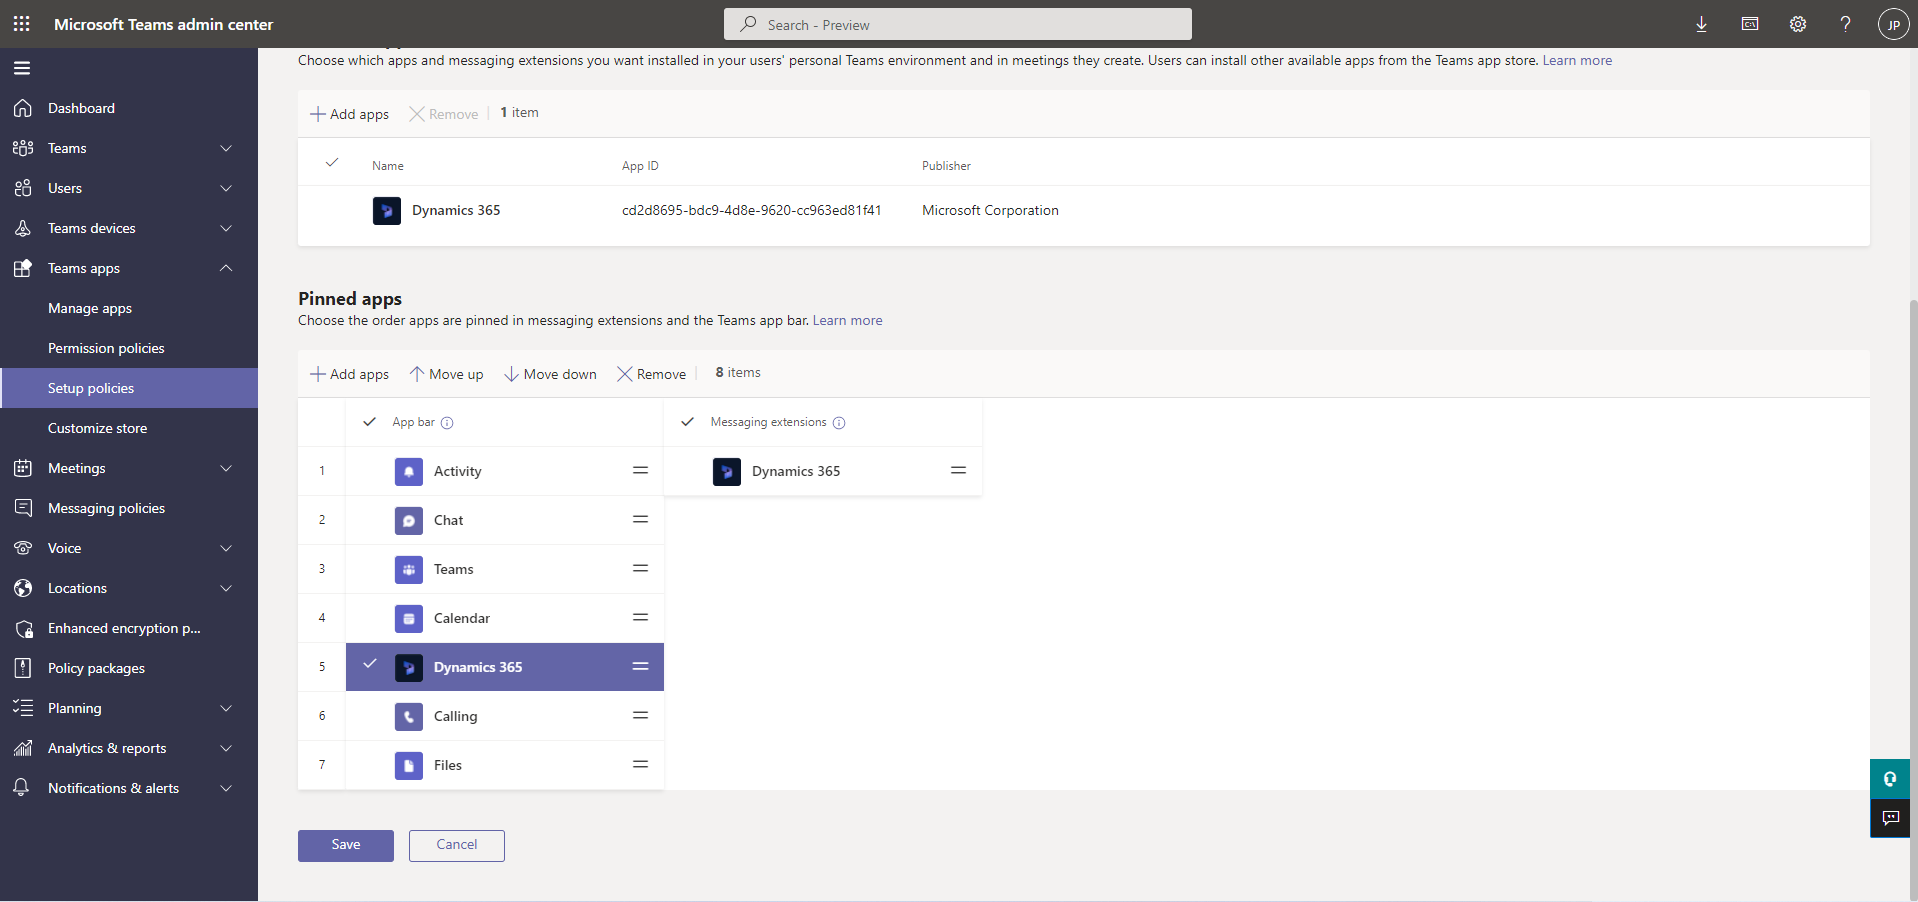 Microsoft Teams admin center
Search - Preview
JP
Dashboard
Teams
Users
Teams devices
Teams apps
Manage apps
Permission policies
Setup policies
Customize store
Meetings
Messaging policies
Voice
Locations
Enhanced encryption p...
Policy packages
Planning
Analytics & reports
Notifications & alerts
Choose which apps and messaging extensions you want installed in your users' personal Teams environment and in meetings they create. Users can install other available apps from the Teams app store. Learn more
Add apps Remove 1 item
Name App ID Publisher
Dynamics 365 cd2d8695-bdc9-4d8e-9620-cc963ed81f41 Microsoft Corporation
Pinned apps
Choose the order apps are pinned in messaging extensions and the Teams app bar. Learn more
Add apps Move up Move down Remove 8 items
App bar Messaging extensions
1 Activity Dynamics 365
2 Chat
3 Teams
4 Calendar
5 Dynamics 365
6 Calling
7 Files
Save Cancel